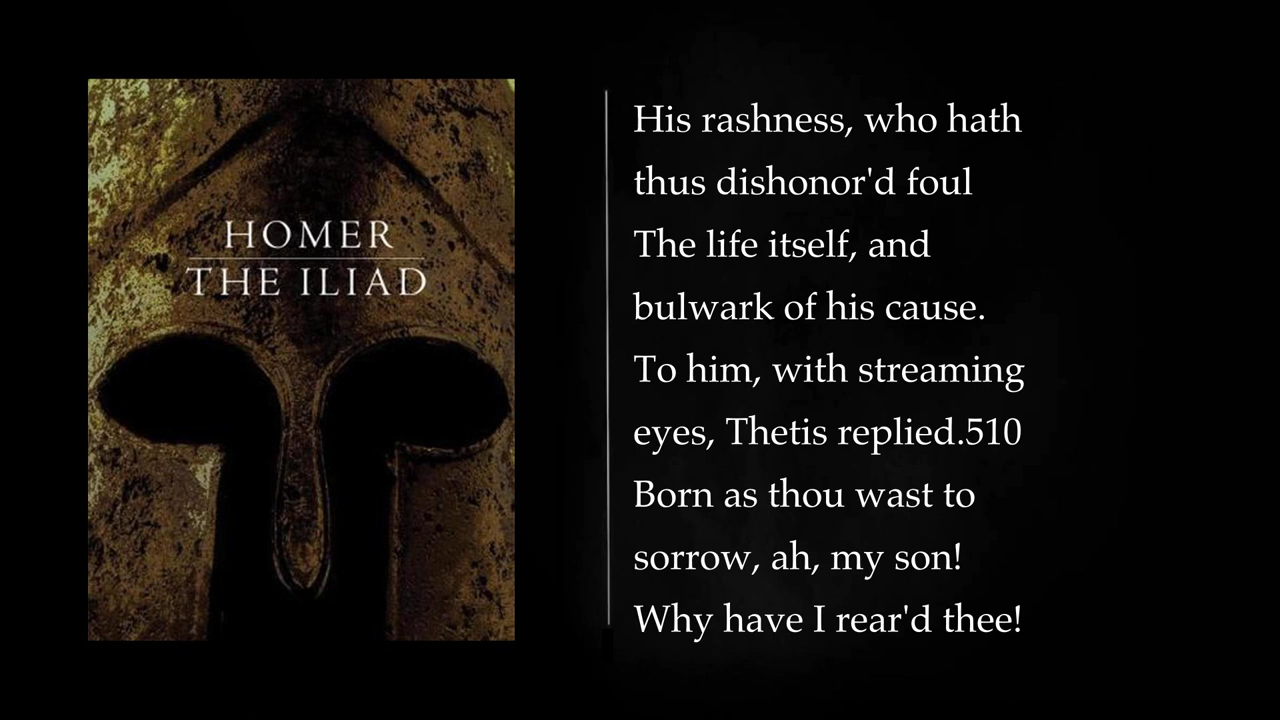 HOMER
THE ILIAD
His rashness, who hath
thus dishonor'd foul
The life itself, and
bulwark of his cause.
To him, with streaming
eyes, Thetis replied.510
Born as thou wast to
sorrow, ah, my son!
Why have I rear'd thee!